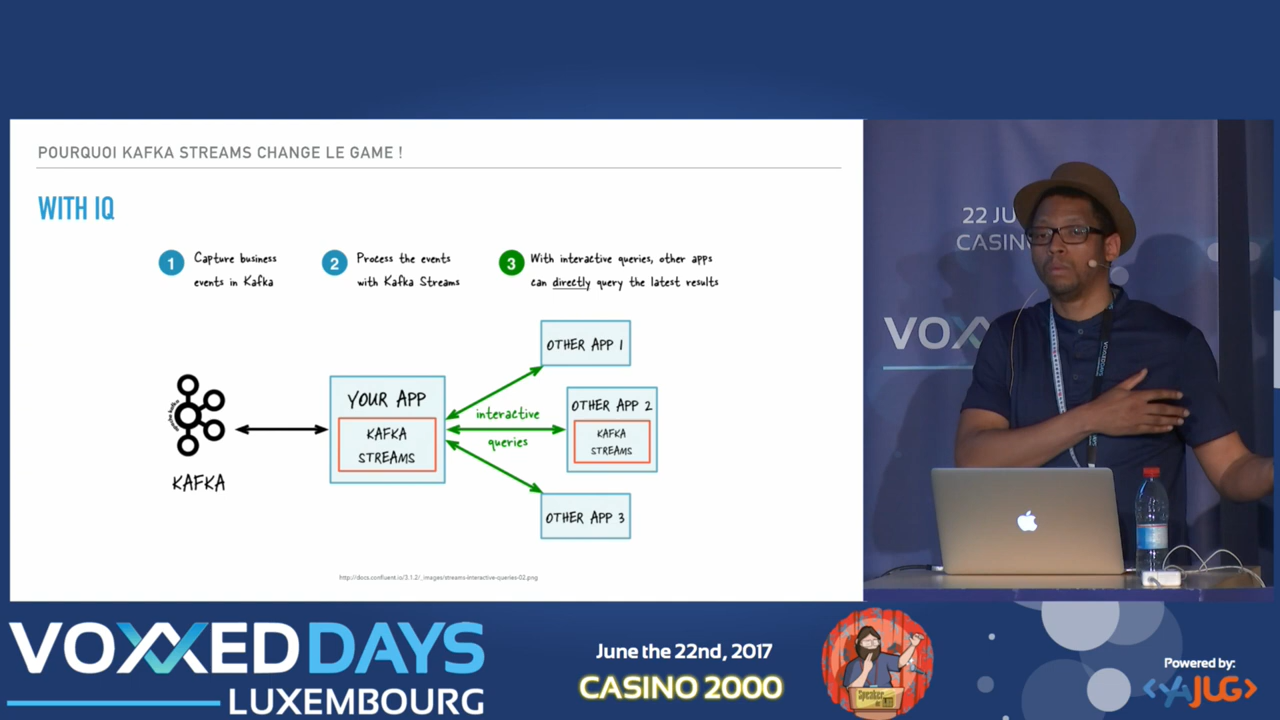 POURQUOI KAFKA STREAMS CHANGE LE GAME !
WITH IQ
1 Capture business
events in Kafka
2 Process the events
with Kafka Streams
3 With interactive queries, other apps
can directly query the latest results
OTHER APP 1
YOUR APP
KAFKA
STREAMS
interactive
queries
OTHER APP 2
KAFKA
STREAMS
KAFKA
OTHER APP 3
http://docs.confluent.io/3.1.2/_images/streams-interactive-queries-02.png
22 JU
CASIN
VOX
VOXXED DAYS
LUXEMBOURG
June the 22nd, 2017
CASINO 2000
Speaker
Powered by:
YAJUG